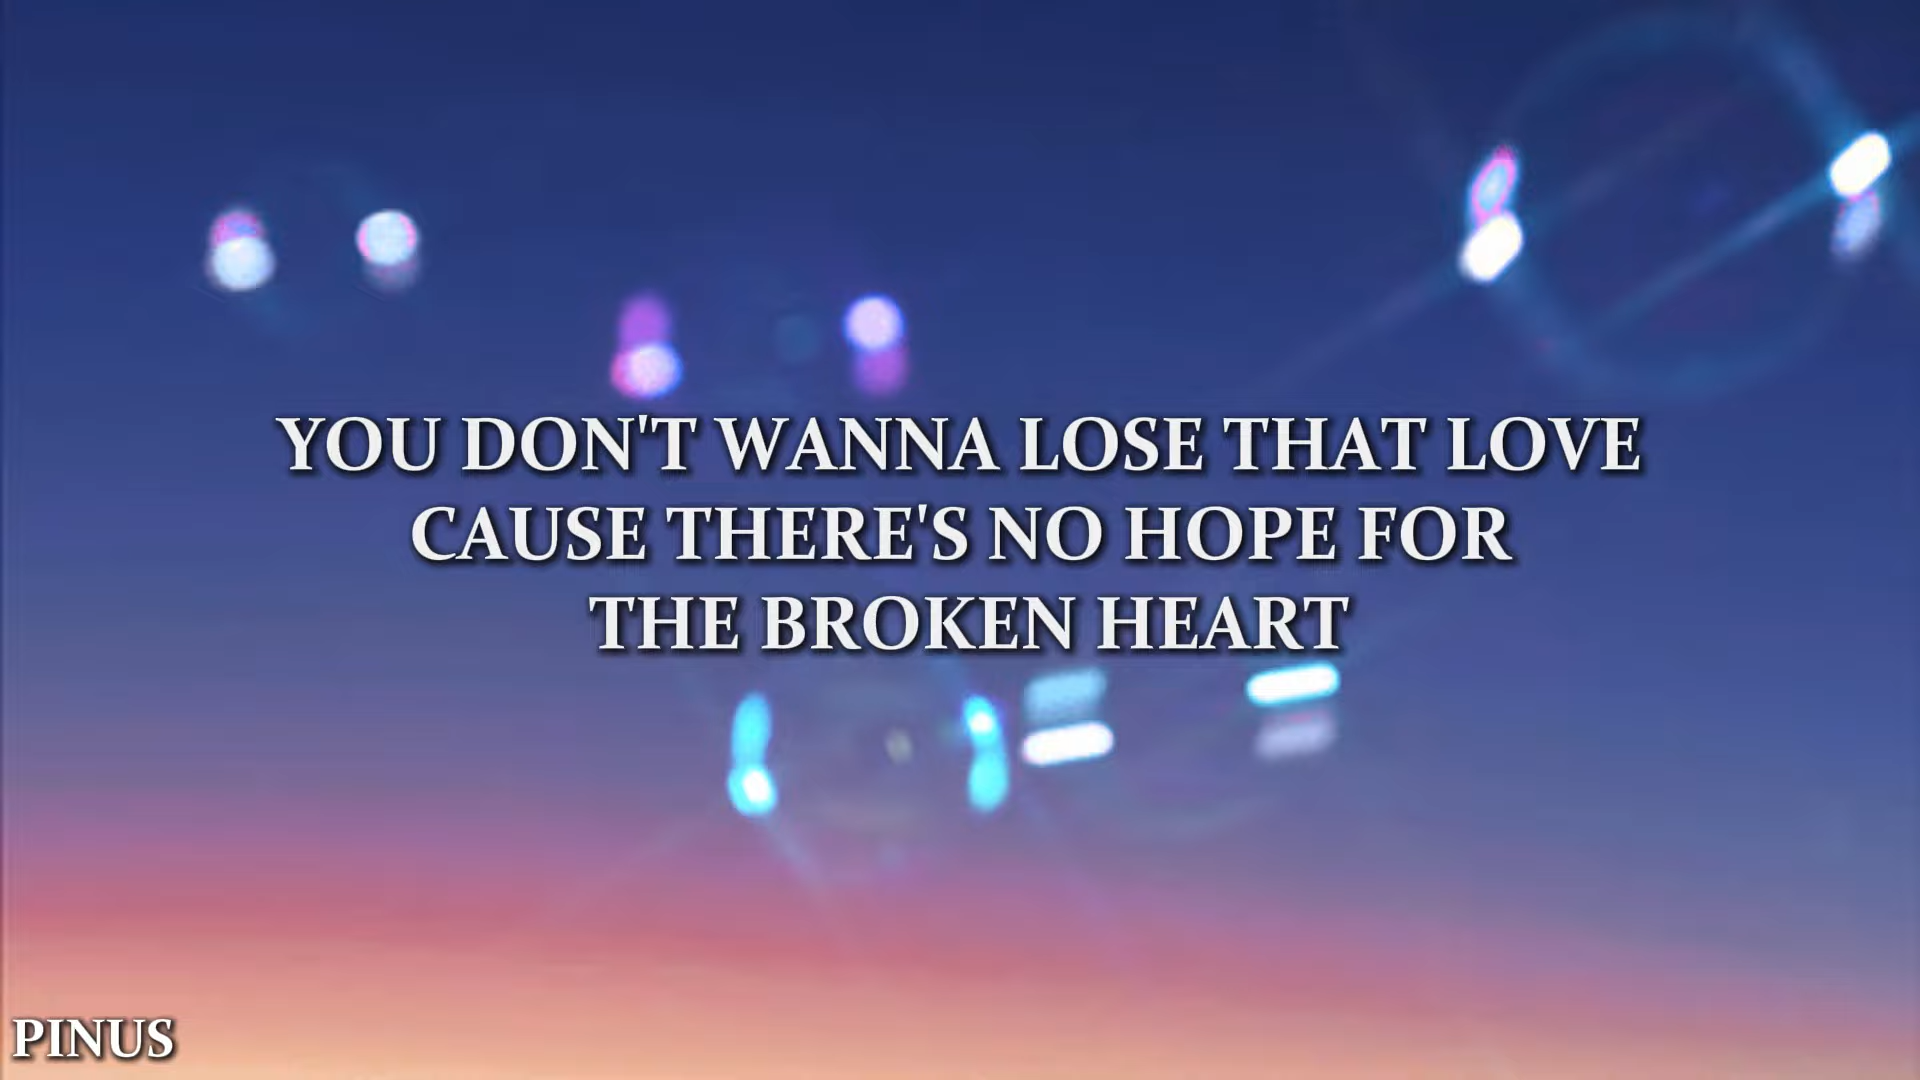 YOU DON'T WANNA LOSE THAT LOVE
CAUSE THERE'S NO HOPE FOR
THE BROKEN HEART
PINUS